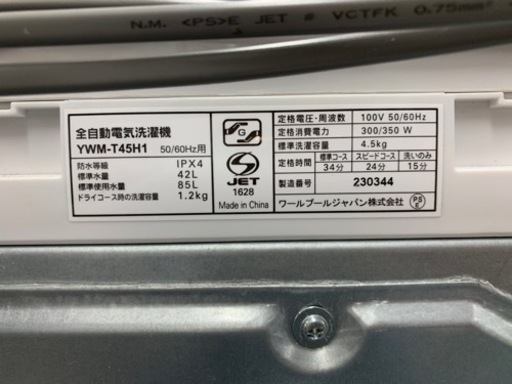 N.M. <PS>E JET # VCTFK 0.75mm²
全自動電気洗濯機
YWM-T45H1 50/60Hz用
防水等級 IPX4
標準水量 42L
標準使用水量 85L
ドライコース時の洗濯容量 1.2kg
G
S
JET
1628
Made in China
定格電圧・周波数 100V 50/60Hz
定格消費電力 300/350 W
標準洗濯容量 4.5kg
定格時間 標準コース スピードコース 洗いのみ
34分 24分 15分
製造番号 230344
ワールプールジャパン株式会社
PS
E